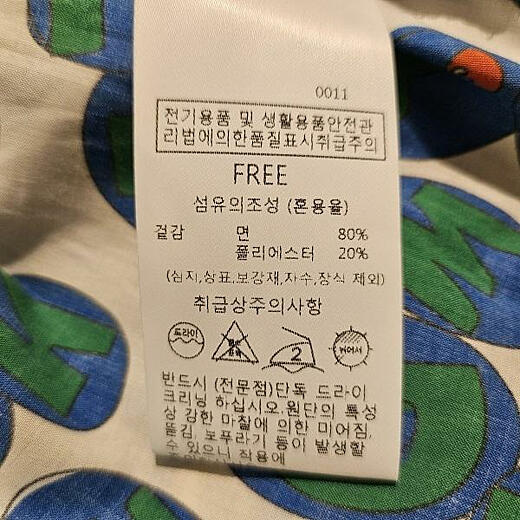 0011
전기용품 및 생활용품안전관
리법에의한품질표시취급주의
FREE
섬유의조성 (혼용율)
겉감 면 80%
폴리에스터 20%
(심지,상표,보강재,자수,장식 제외)
취급상주의사항
드라이
염소표백
2
뉘어서
반드시 (전문점)단독 드라이
크리닝 하십시오.원단의 특성
상 강한 마찰에 의한 미어짐,
뜯김, 보푸라기 등이 발생할
수 있으니 착용에